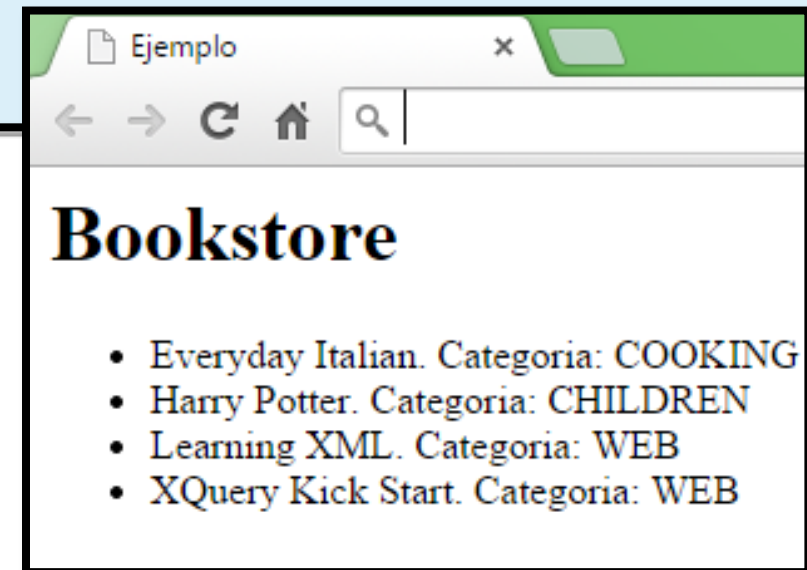 Ejemplo
Bookstore
Everyday Italian. Categoria: COOKING
Harry Potter. Categoria: CHILDREN
Learning XML. Categoria: WEB
XQuery Kick Start. Categoria: WEB